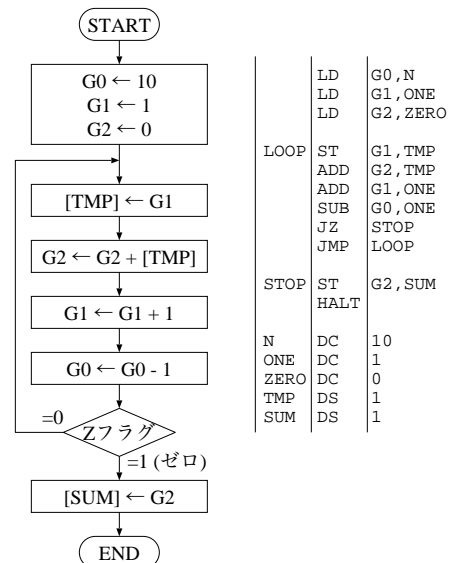 START
G0 ← 10
G1 ← 1
G2 ← 0
[TMP] ← G1
G2 ← G2 + [TMP]
G1 ← G1 + 1
G0 ← G0 - 1
=0
Zフラグ
=1 (ゼロ)
[SUM] ← G2
END
LD G0,N
LD G1,ONE
LD G2,ZERO
LOOP ST G1,TMP
ADD G2,TMP
ADD G1,ONE
SUB G0,ONE
JZ STOP
JMP LOOP
STOP ST G2,SUM
HALT
N DC 10
ONE DC 1
ZERO DC 0
TMP DS 1
SUM DS 1